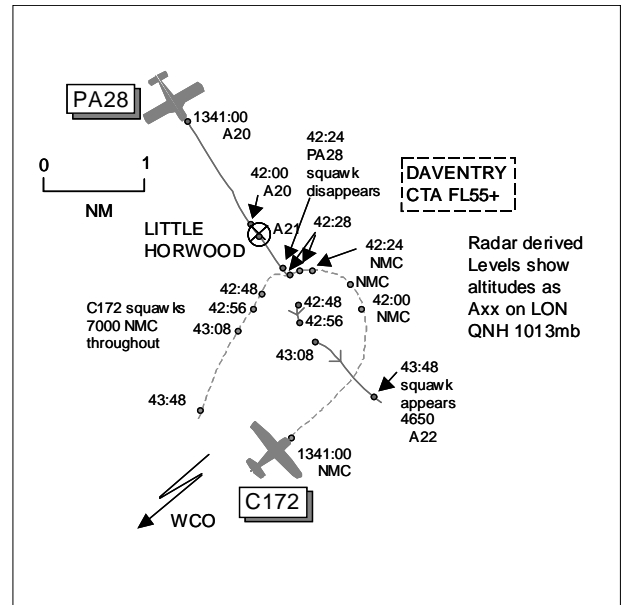 PA28
1341:00
A20
0
1
NM
42:24
PA28
squawk
disappears
42:00
A20
DAVENTRY
CTA FL55+
LITTLE
HORWOOD
A21
42:28
42:24
NMC
NMC
42:00
NMC
Radar derived
Levels show
altitudes as
Axx on LON
QNH 1013mb
C172 squawks
7000 NMC
throughout
42:48
42:56
43:08
42:48
42:56
43:08
43:48
43:48
squawk
appears
4650
A22
1341:00
NMC
C172
WCO